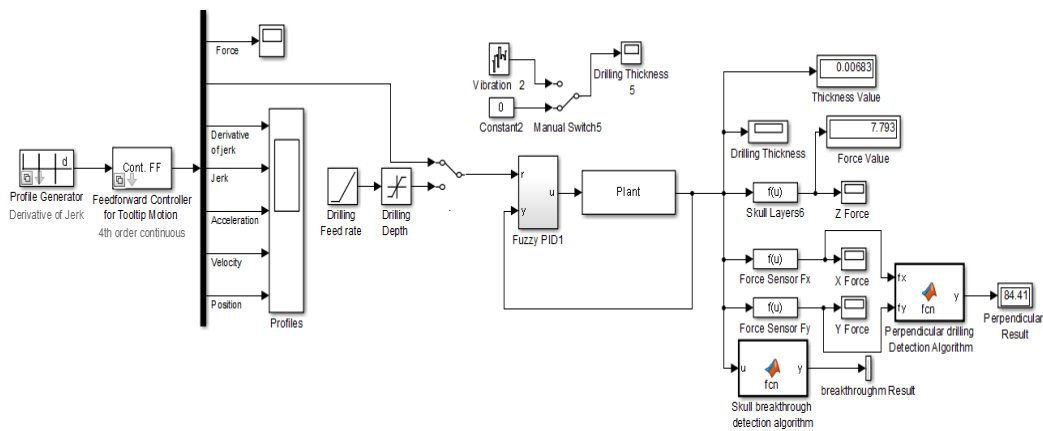 d
Profile Generator
Derivative of Jerk
Cont. FF
Feedforward Controller
for Tooltip Motion
4th order continuous
Force
Derivative
of jerk
Jerk
Acceleration
Velocity
Position
Profiles
Drilling
Feed rate
Drilling
Depth
Vibration 2
0
Constant2
Manual Switch5
Drilling Thickness
5
r
y
u
Fuzzy PID1
Plant
0.00683
Thickness Value
Drilling Thickness
7.793
Force Value
f(u)
Skull Layers6
Z Force
f(u)
Force Sensor Fx
X Force
f(u)
Force Sensor Fy
Y Force
fx
fy
fcn
y
Perpendicular drilling
Detection Algorithm
84.41
Perpendicular
Result
u
fcn
y
Skull breakthrough
detection algorithm
breakthroughm Result